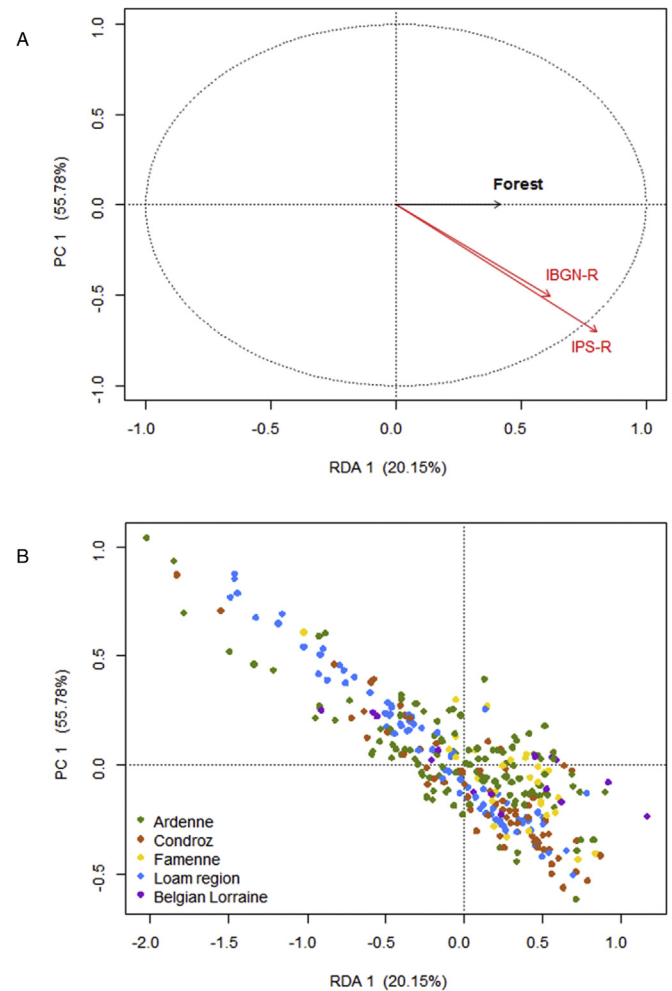 A
1.0
0.5
0.0
-0.5
-1.0
PC 1 (55.78%)
Forest
IBGN-R
IPS-R
-1.0 -0.5 0.0 0.5 1.0
RDA 1 (20.15%)
B
1.0
0.5
0.0
-0.5
PC 1 (55.78%)
Ardenne
Condroz
Famenne
Loam region
Belgian Lorraine
-2.0 -1.5 -1.0 -0.5 0.0 0.5 1.0
RDA 1 (20.15%)